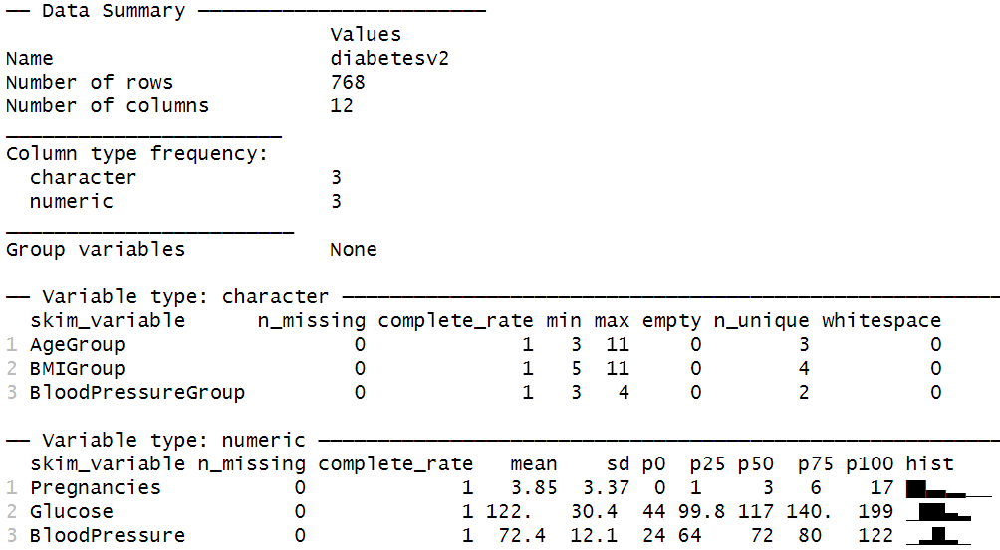 ── Data Summary ────────────────────────
                           Values
Name                       diabetesv2
Number of rows             768
Number of columns          12
_______________________
Column type frequency:
  character                3
  numeric                  3
________________________
Group variables            None
── Variable type: character ──────────────────────────────────────────────────────
  skim_variable      n_missing complete_rate min max empty n_unique whitespace
1 AgeGroup                   0             1   3  11     0        3          0
2 BMIGroup                   0             1   5  11     0        4          0
3 BloodPressureGroup         0             1   3   4     0        2          0
── Variable type: numeric ────────────────────────────────────────────────────────
  skim_variable n_missing complete_rate   mean    sd p0  p25 p50  p75 p100 hist
1 Pregnancies           0             1   3.85  3.37  0  1     3   6    17
2 Glucose               0             1 122.   30.4  44 99.8 117 140.  199
3 BloodPressure         0             1  72.4  12.1  24 64    72  80   122